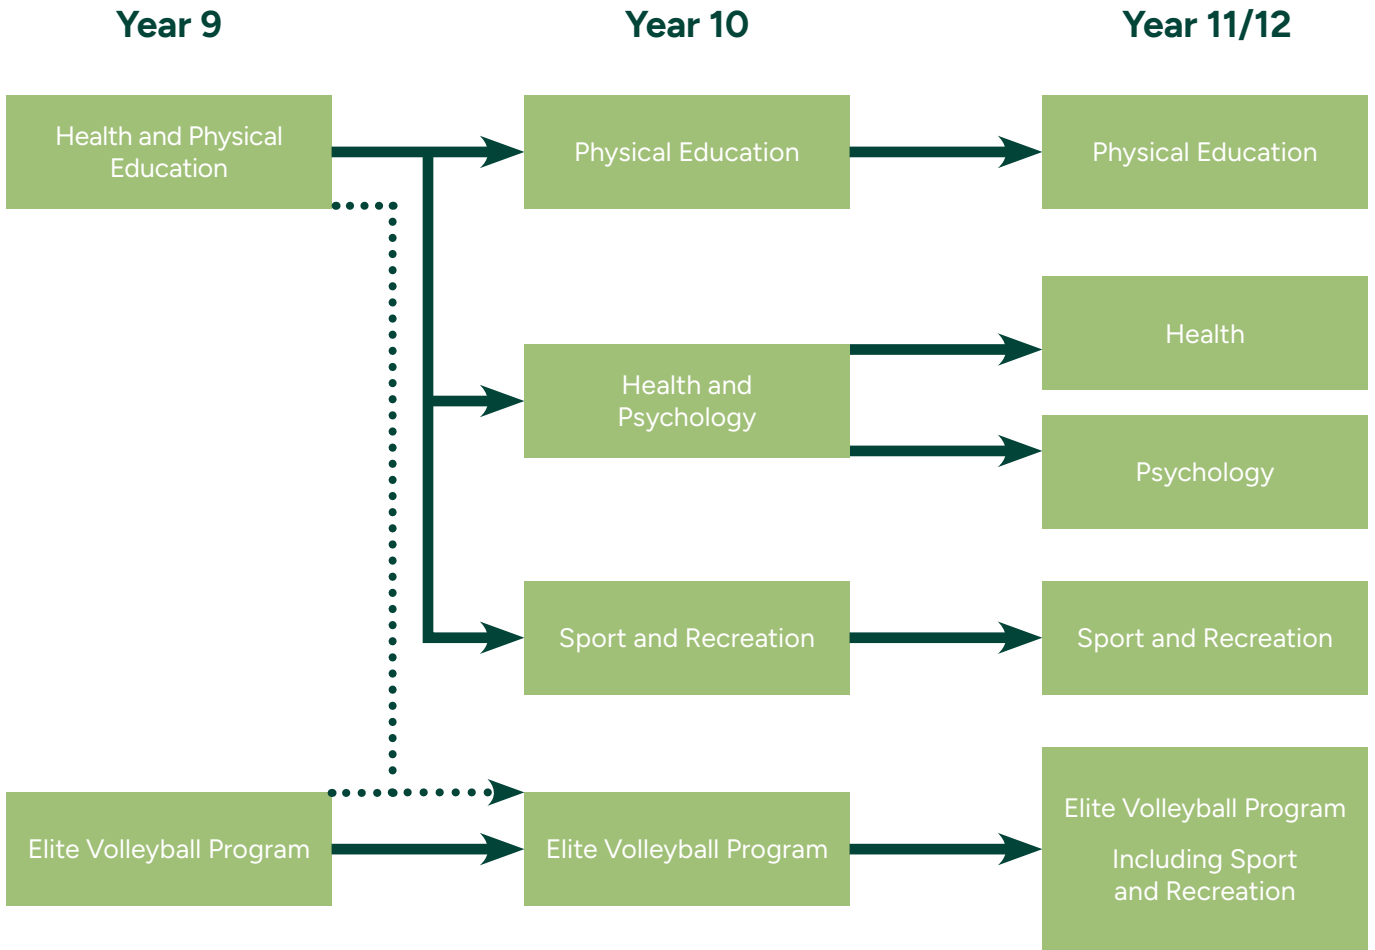 Year 9
Year 10
Year 11/12
Health and Physical
Education
Physical Education
Physical Education
Health and
Psychology
Health
Psychology
Sport and Recreation
Sport and Recreation
Elite Volleyball Program
Elite Volleyball Program
Elite Volleyball Program
Including Sport
and Recreation